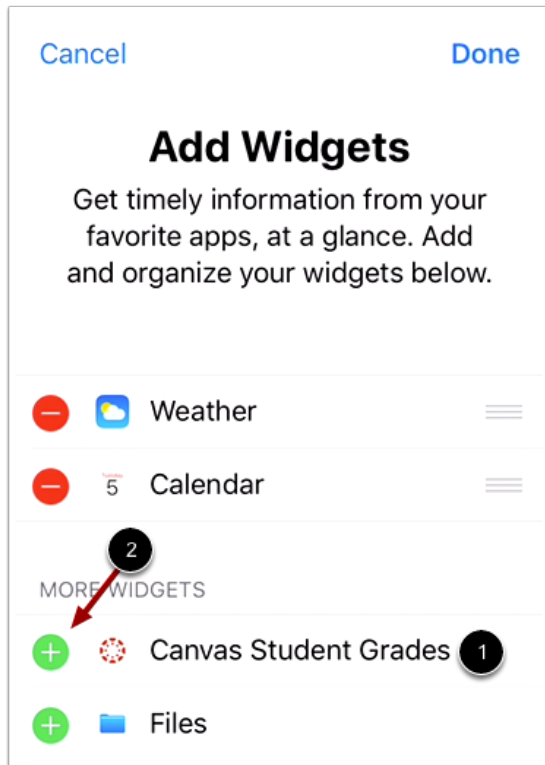 Cancel Done
Add Widgets
Get timely information from your
favorite apps, at a glance. Add
and organize your widgets below.
Weather
5 Calendar
2
MORE WIDGETS
Canvas Student Grades 1
Files